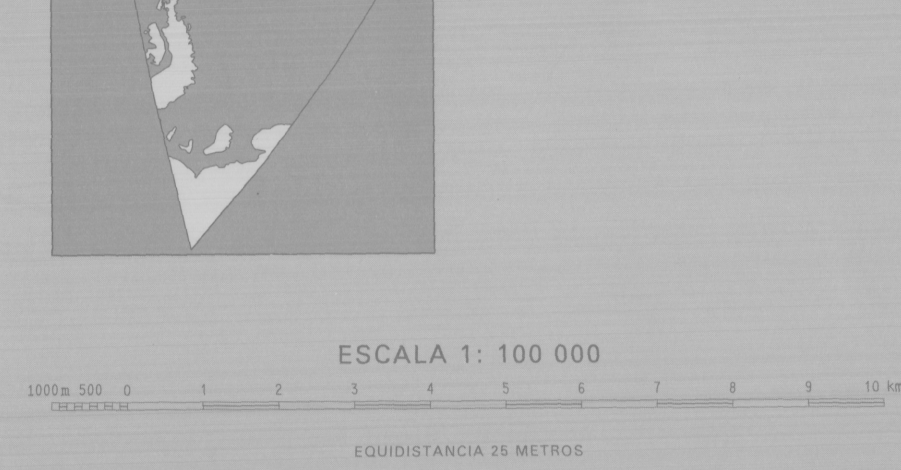 ESCALA 1: 100 000
1000m 500 0 1 2 3 4 5 6 7 8 9 10 km
EQUIDISTANCIA 25 METROS